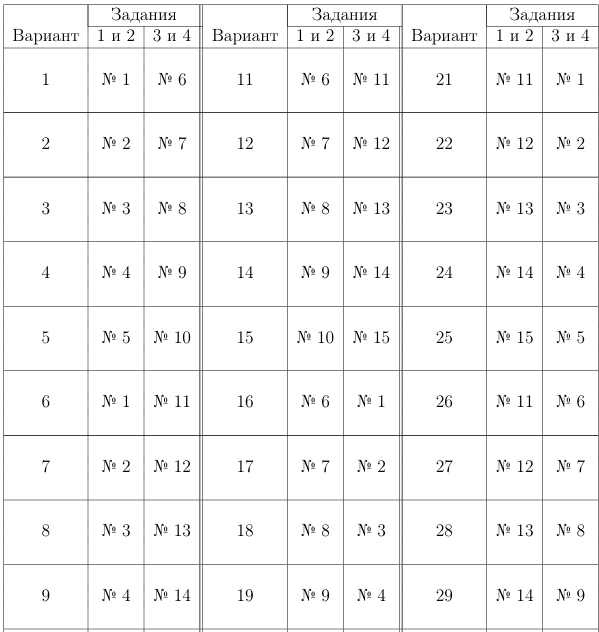 Задания Задания Задания
Вариант 1 и 2 3 и 4 Вариант 1 и 2 3 и 4 Вариант 1 и 2 3 и 4
1 № 1 № 6 11 № 6 № 11 21 № 11 № 1
2 № 2 № 7 12 № 7 № 12 22 № 12 № 2
3 № 3 № 8 13 № 8 № 13 23 № 13 № 3
4 № 4 № 9 14 № 9 № 14 24 № 14 № 4
5 № 5 № 10 15 № 10 № 15 25 № 15 № 5
6 № 1 № 11 16 № 6 № 1 26 № 11 № 6
7 № 2 № 12 17 № 7 № 2 27 № 12 № 7
8 № 3 № 13 18 № 8 № 3 28 № 13 № 8
9 № 4 № 14 19 № 9 № 4 29 № 14 № 9